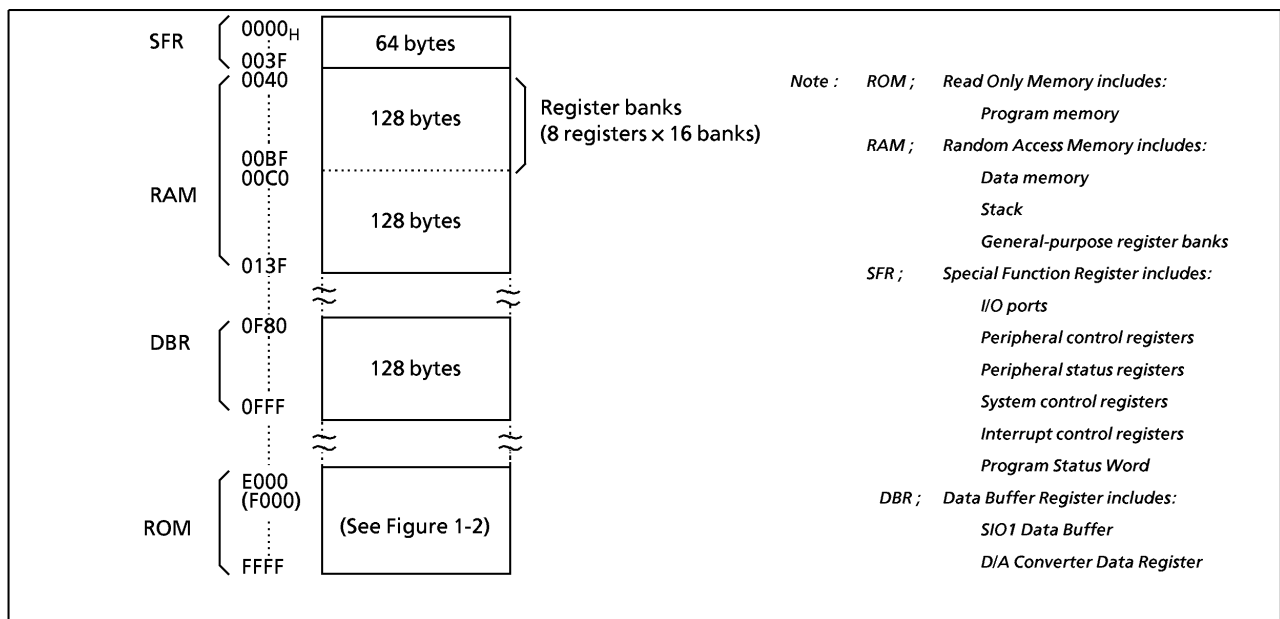 SFR
0000H
003F
64 bytes
RAM
0040
00BF
00C0
013F
128 bytes
Register banks
(8 registers × 16 banks)
128 bytes
DBR
0F80
0FFF
128 bytes
ROM
E000
(F000)
FFFF
(See Figure 1-2)
Note : ROM ; Read Only Memory includes:
Program memory
RAM ; Random Access Memory includes:
Data memory
Stack
General-purpose register banks
SFR ; Special Function Register includes:
I/O ports
Peripheral control registers
Peripheral status registers
System control registers
Interrupt control registers
Program Status Word
DBR ; Data Buffer Register includes:
SIO1 Data Buffer
D/A Converter Data Register